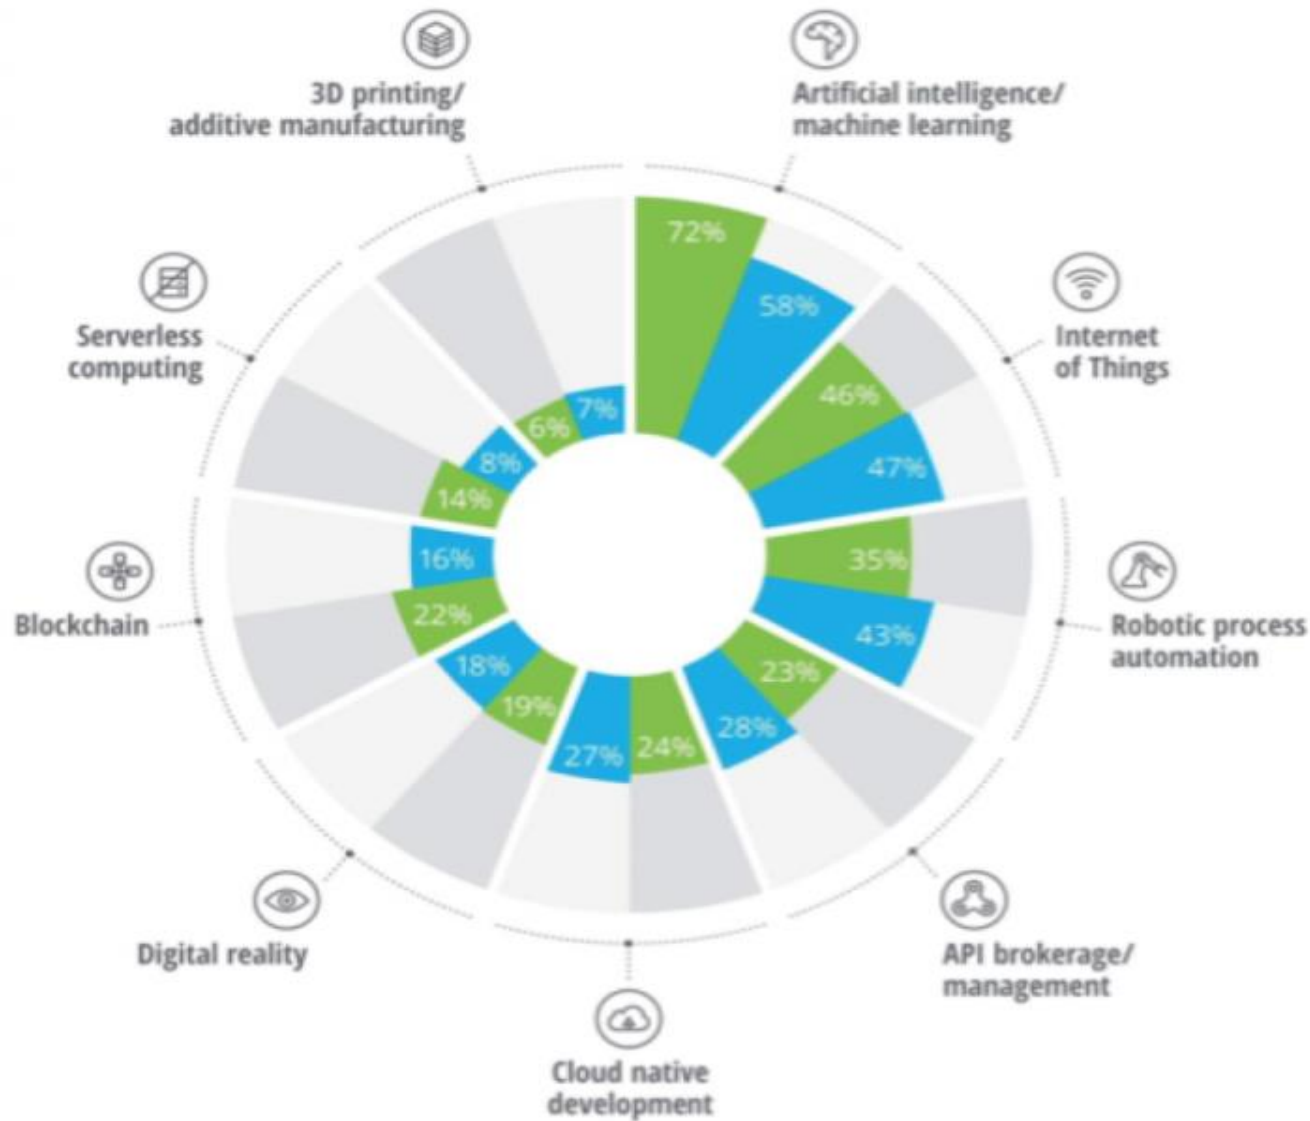 3D printing/
additive manufacturing
Artificial intelligence/
machine learning
72%
58%
Internet
of Things
46%
47%
Robotic process
automation
35%
43%
API brokerage/
management
23%
28%
Cloud native
development
24%
27%
Digital reality
19%
18%
Blockchain
22%
16%
Serverless
computing
14%
8%
6%
7%